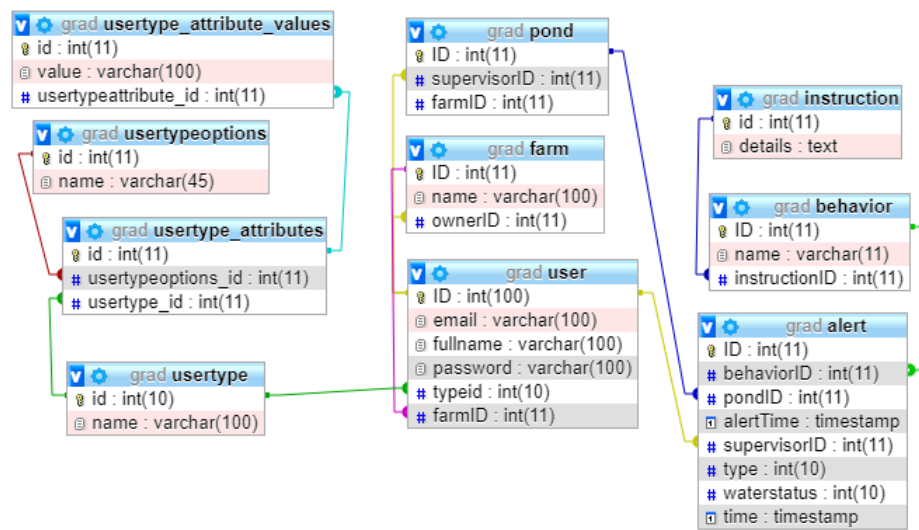 grad usertype_attribute_values
id : int(11)
value : varchar(100)
# usertypeattribute_id : int(11)
grad usertypeoptions
id : int(11)
name : varchar(45)
grad usertype_attributes
id : int(11)
# usertypeoptions_id : int(11)
# usertype_id : int(11)
grad usertype
id : int(10)
name : varchar(100)
grad pond
ID : int(11)
# supervisorID : int(11)
# farmID : int(11)
grad farm
ID : int(11)
name : varchar(100)
# ownerID : int(11)
grad user
ID : int(100)
email : varchar(100)
fullname : varchar(100)
password : varchar(100)
# typeid : int(10)
# farmID : int(11)
grad instruction
id : int(11)
details : text
grad behavior
ID : int(11)
name : varchar(11)
# instructionID : int(11)
grad alert
ID : int(11)
# behaviorID : int(11)
# pondID : int(11)
alertTime : timestamp
# supervisorID : int(11)
# type : int(10)
# waterstatus : int(10)
time : timestamp